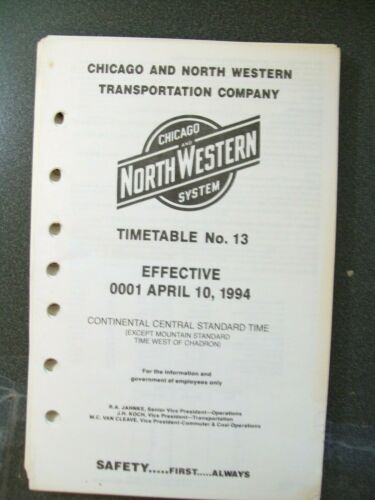 CHICAGO AND NORTH WESTERN
TRANSPORTATION COMPANY
CHICAGO
AND
NORTH WESTERN
SYSTEM
TIMETABLE No. 13
EFFECTIVE
0001 APRIL 10, 1994
CONTINENTAL CENTRAL STANDARD TIME
(EXCEPT MOUNTAIN STANDARD
TIME WEST OF CHADRON)
For the information and
government of employees only
R.A. JAHNKE, Senior Vice President—Operations
J.H. KOCH, Vice President—Transportation
W.C. VAN CLEAVE, Vice President-Commuter & Coal Operations
SAFETY.....FIRST.....ALWAYS